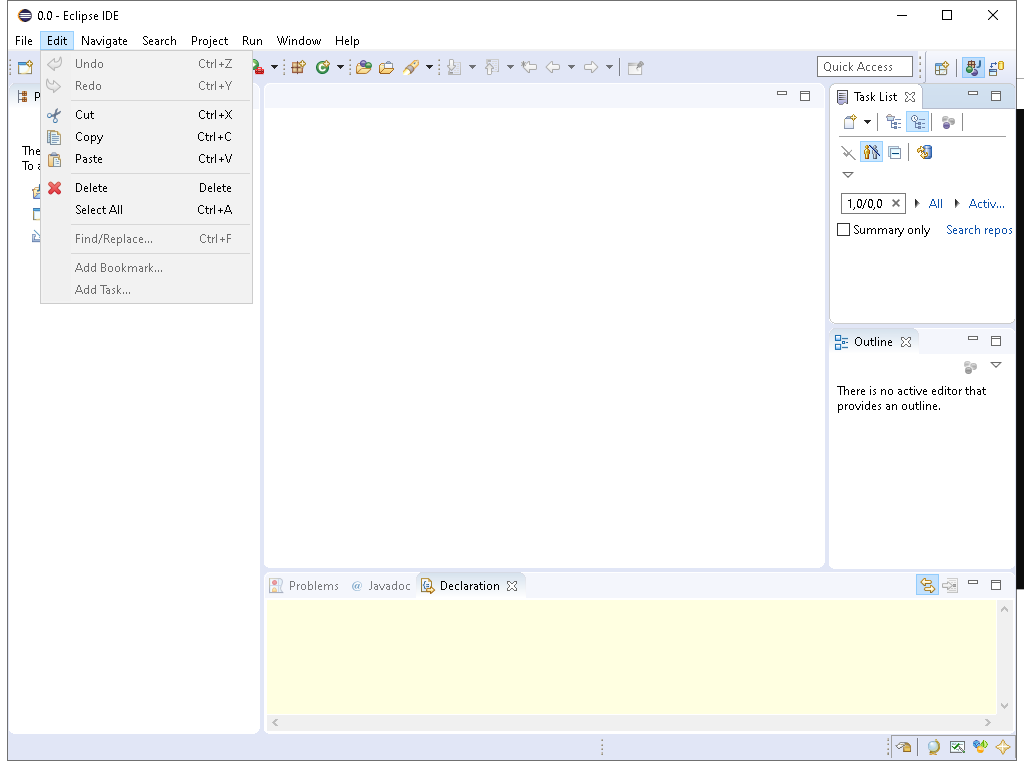 0.0 - Eclipse IDE
File Edit Navigate Search Project Run Window Help
Undo Ctrl+Z
Redo Ctrl+Y
Cut Ctrl+X
Copy Ctrl+C
Paste Ctrl+V
Delete Delete
Select All Ctrl+A
Find/Replace... Ctrl+F
Add Bookmark...
Add Task...
P
The
To a
Quick Access
Task List
1,0/0,0 All Activ...
Summary only Search repos
Outline
There is no active editor that
provides an outline.
Problems @ Javadoc Declaration